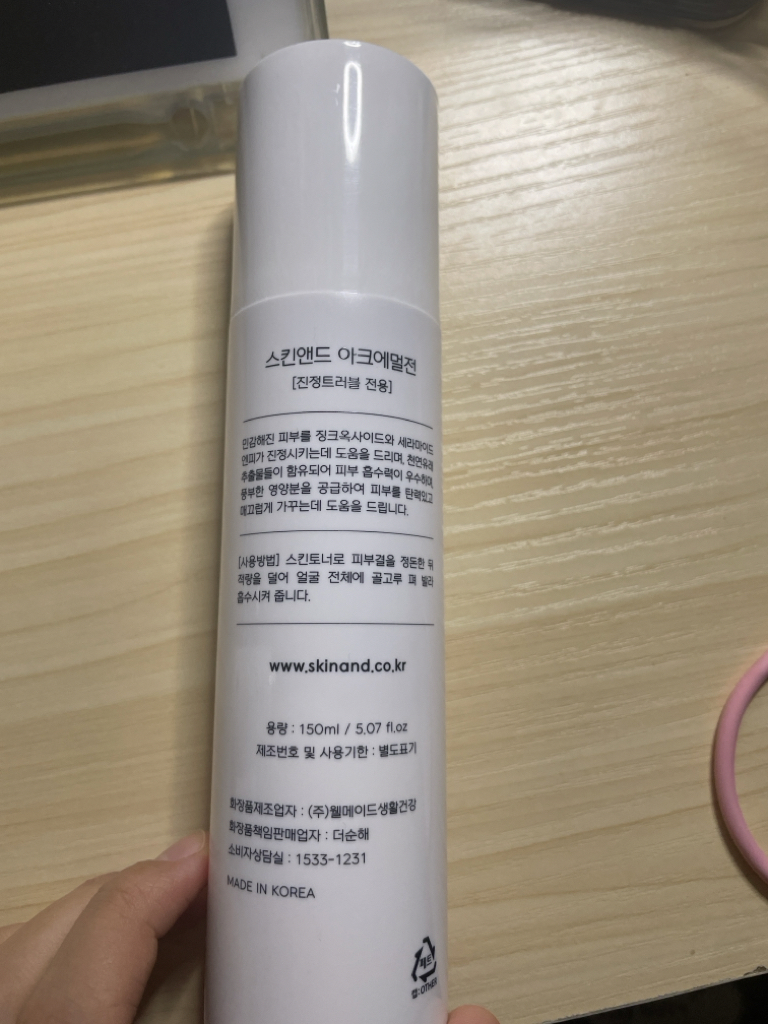 스킨앤드 아크에멀전
[진정트러블 전용]
민감해진 피부를 징크옥사이드와 세라마이드
엔피가 진정시키는데 도움을 드리며, 천연유래
추출물들이 함유되어 피부 흡수력이 우수하며,
풍부한 영양분을 공급하여 피부를 탄력있고
매끄럽게 가꾸는데 도움을 드립니다.
[사용방법] 스킨토너로 피부결을 정돈한 뒤
적량을 덜어 얼굴 전체에 골고루 펴 발라
흡수시켜 줍니다.
www.skinand.co.kr
용량 : 150ml / 5.07 fl.oz
제조번호 및 사용기한 : 별도표기
화장품제조업자 : (주)웰메이드생활건강
화장품책임판매업자 : 더순해
소비자상담실 : 1533-1231
MADE IN KOREA
페트
캡:OTHER